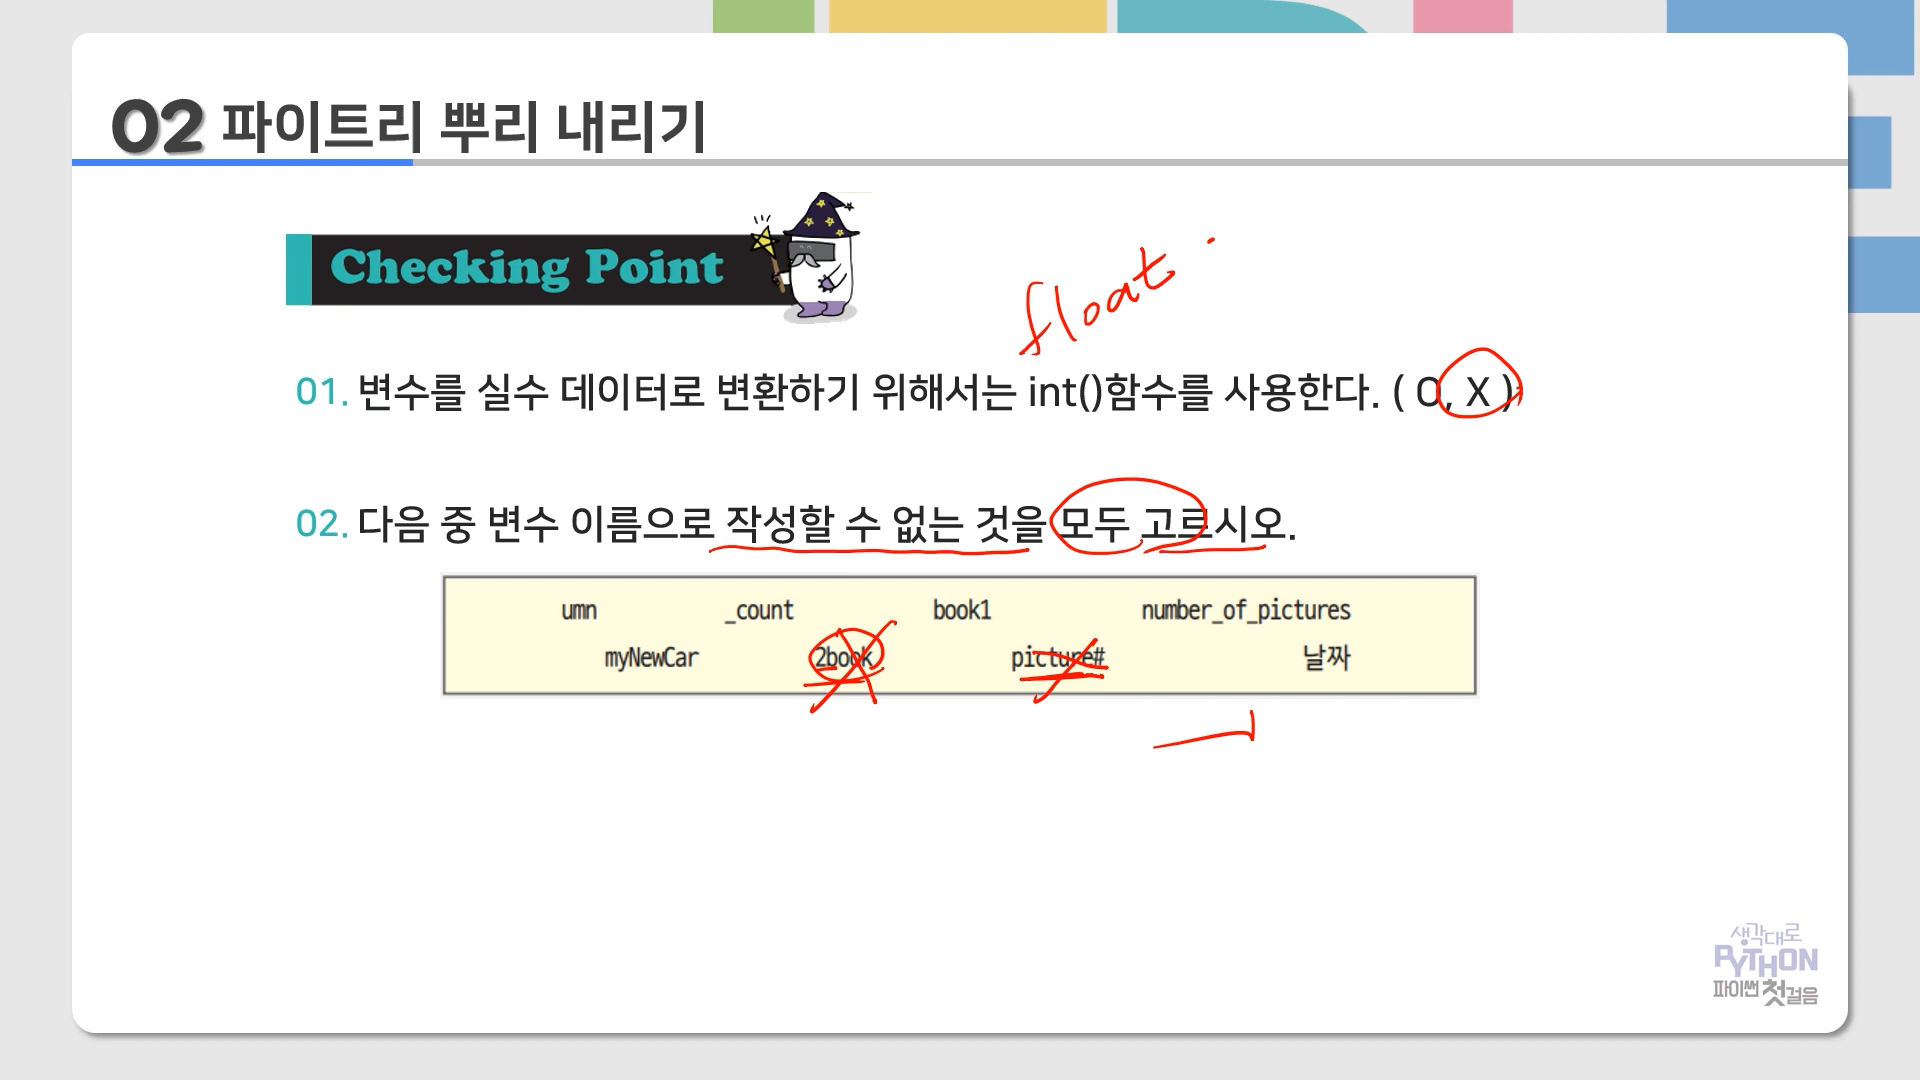 02 파이트리 뿌리 내리기
Checking Point
float
01. 변수를 실수 데이터로 변환하기 위해서는 int()함수를 사용한다. ( O, X )
02. 다음 중 변수 이름으로 작성할 수 없는 것을 모두 고르시오.
umn _count book1 number_of_pictures
myNewCar 2book picture# 날짜
생각대로
PYTHON
파이썬 첫걸음